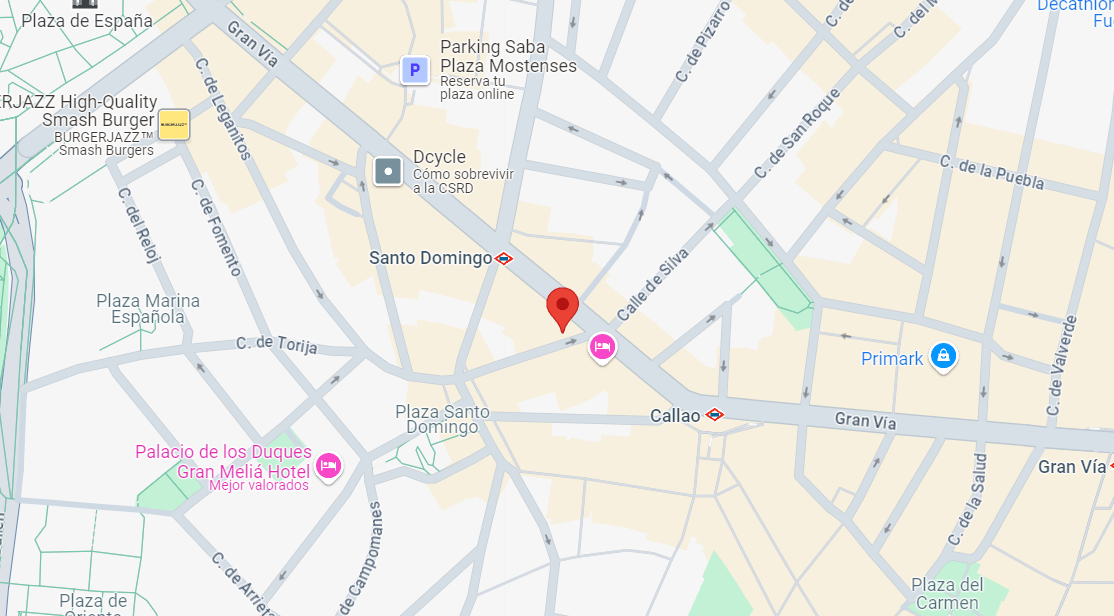 Plaza de España
Gran Vía
C. de Leganitos
Parking Saba
Plaza Mostenses
Reserva tu
plaza online
P
C. de Pizarro
C. de
Decathlon
ERJAZZ High-Quality
Smash Burger
BURGERJAZZ™
Smash Burgers
Dcycle
Cómo sobrevivir
a la CSRD
C. de San Roque
C. de la Puebla
C. del Reloj
C. de Fomento
Santo Domingo
Calle de Silva
Plaza Marina
Española
C. de Torija
Primark
C. de Valverde
Plaza Santo
Domingo
Callao
Gran Vía
Palacio de los Duques
Gran Meliá Hotel
Mejor valorados
Gran Vía
C. de la Salud
de Campomanes
C. de Arrieta
Plaza del
Carmen
Plaza de
Oriente